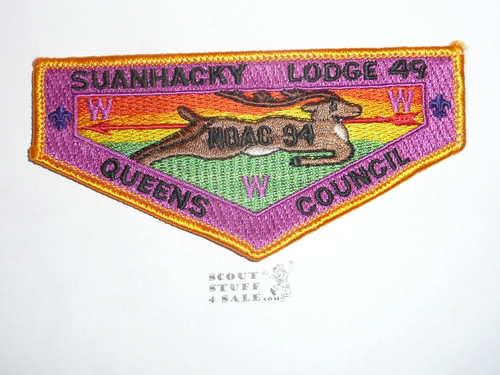 SUANHACKY LODGE 49
W W
NOAC 94
W
QUEENS COUNCIL
SCOUT
STUFF
4 SALE.COM